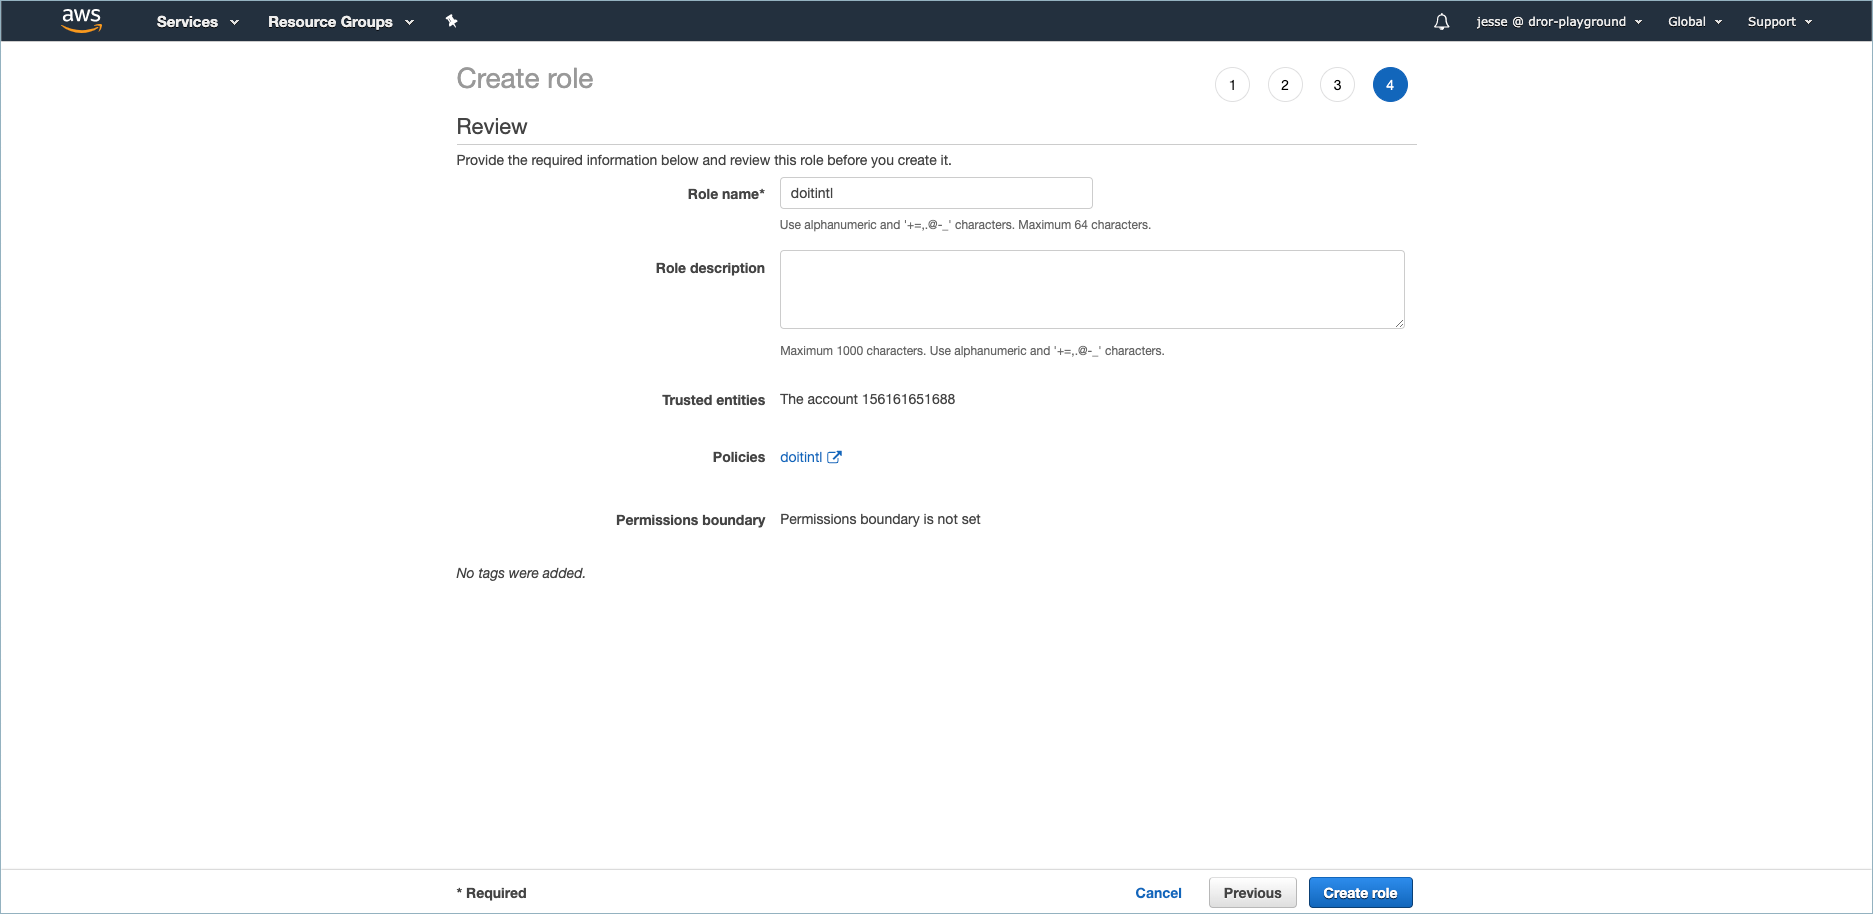 aws Services Resource Groups jesse @ dror-playground Global Support
Create role
1 2 3 4
Review
Provide the required information below and review this role before you create it.
Role name* doitintl
Use alphanumeric and '+=,.@-_' characters. Maximum 64 characters.
Role description
Maximum 1000 characters. Use alphanumeric and '+=,.@-_' characters.
Trusted entities The account 156161651688
Policies doitintl
Permissions boundary Permissions boundary is not set
No tags were added.
* Required Cancel Previous Create role